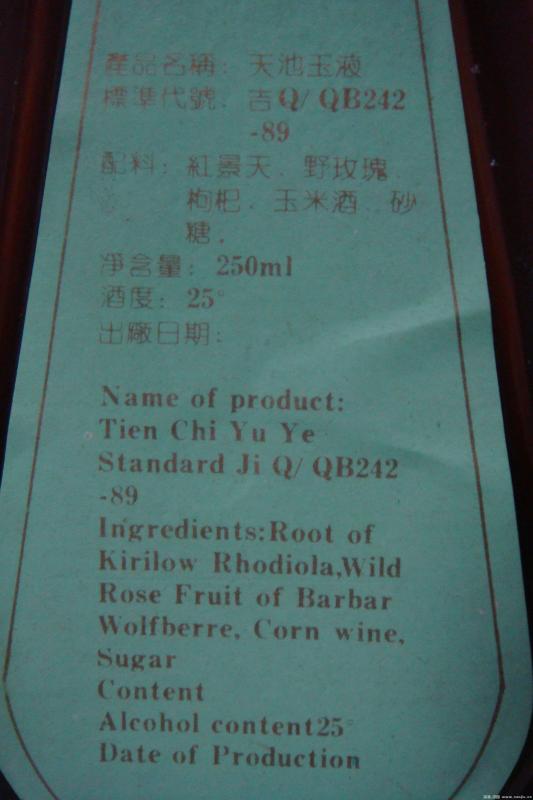 產品名稱：天池玉液
標準代號．吉Q/ QB242
-89
配料：紅景天．野玫瑰
枸杞．玉米酒．砂
糖．
凈含量：250ml
酒度：25°
出廠日期：
Name of product:
Tien Chi Yu Ye
Standard Ji Q/ QB242
-89
Ingredients:Root of
Kirilow Rhodiola,Wild
Rose Fruit of Barbar
Wolfberre, Corn wine,
Sugar
Content
Alcohol content25°
Date of Production